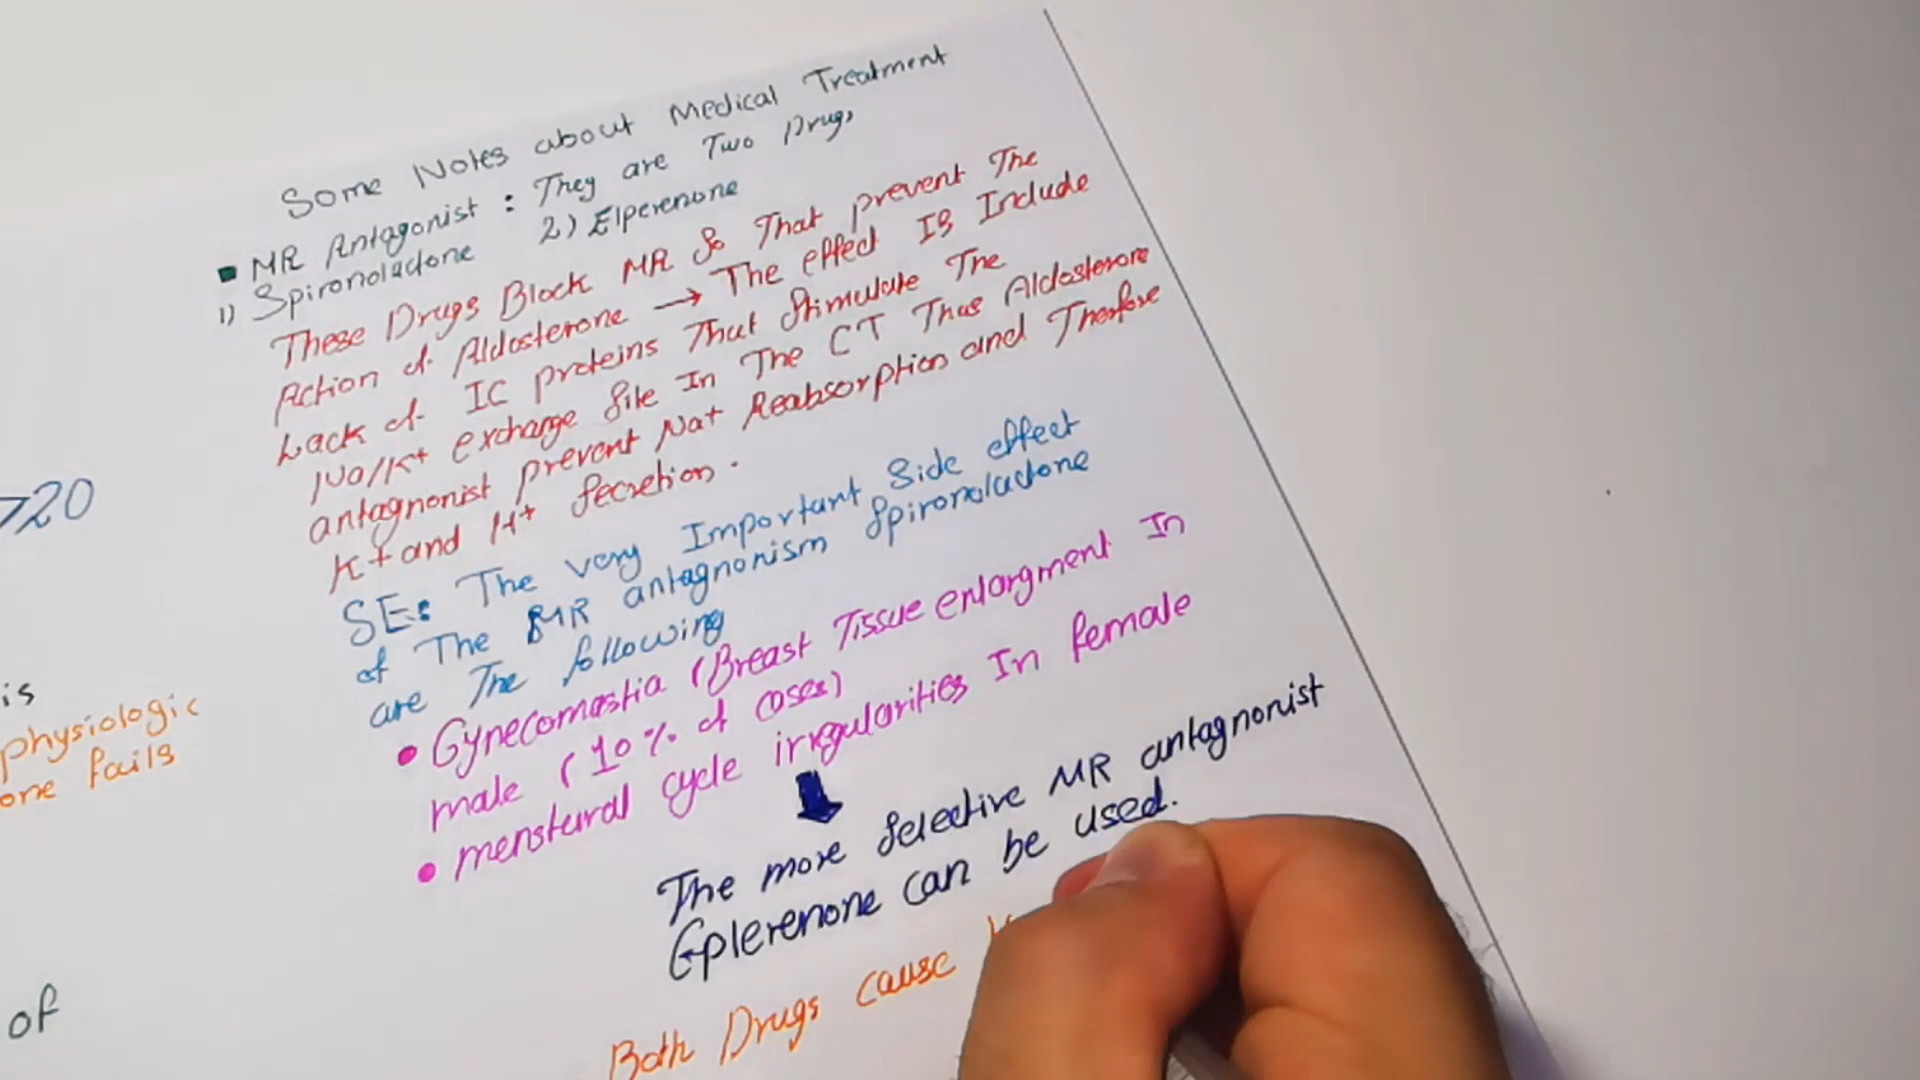 Some Notes about Medical Treatment
MR Antagonist : They are Two Drugs
1) Spironolactone 2) Elperenone
These Drugs Block MR So That prevent The
Action of Aldosterone → The effect IS Include
Lack of IC proteins That Stimulate The
Na/K+ exchange Site In The CT Thus Aldosterone
antagnonist prevent Na+ Reabsorption and Therfore
K+ and H+ Secretion.
SE: The very Important Side effect
of The MR antagnonism Spironolactone
are The following
• Gynecomastia (Breast Tissue enlargment In
male (10% of cases)
• menstural cycle irregularities In female
The more Selective MR antagnonist
Eplerenone can be used.
Both Drugs cause
>20
is
physiologic
one fails
of